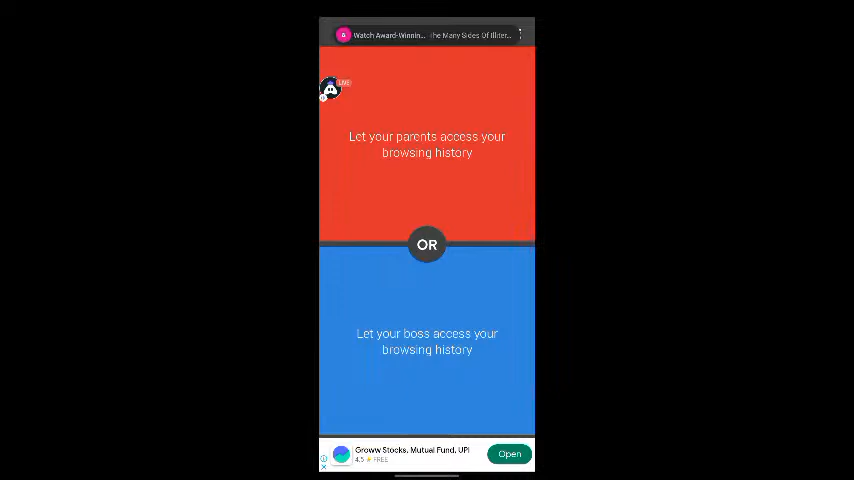 A Watch Award-Winnin... The Many Sides Of Illiter...
LIVE
Let your parents access your
browsing history
OR
Let your boss access your
browsing history
Groww Stocks, Mutual Fund, UPI
4.5 ★ FREE
Open